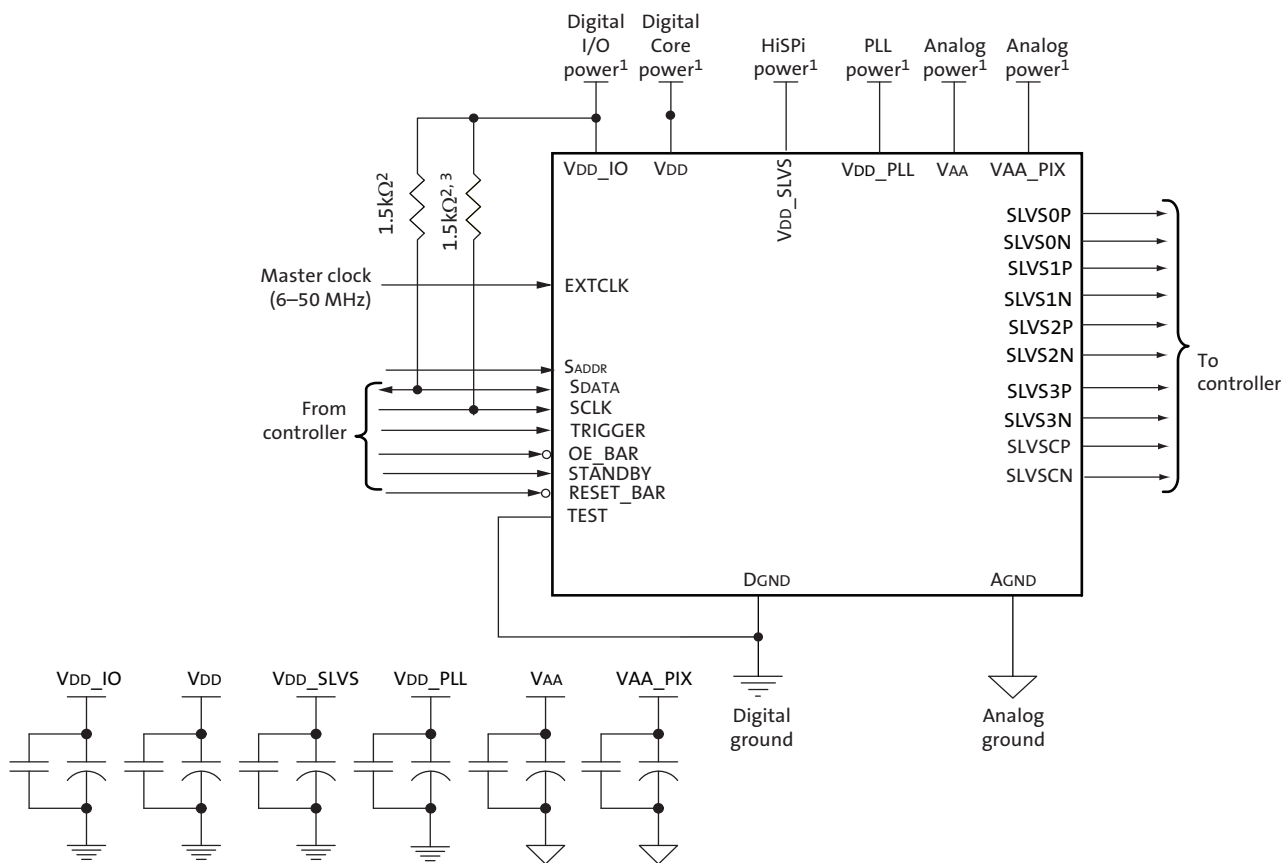 Digital
I/O
power1
Digital
Core
power1
HiSPi
power1
PLL
power1
Analog
power1
Analog
power1
VDD_IO
VDD
VDD_SLVS
VDD_PLL
VAA
VAA_PIX
1.5kΩ2
1.5kΩ2, 3
Master clock
(6–50 MHz)
EXTCLK
From
controller
SADDR
SDATA
SCLK
TRIGGER
OE_BAR
STANDBY
RESET_BAR
TEST
SLVS0P
SLVS0N
SLVS1P
SLVS1N
SLVS2P
SLVS2N
SLVS3P
SLVS3N
SLVSCP
SLVSCN
To
controller
DGND
AGND
Digital
ground
Analog
ground
VDD_IO
VDD
VDD_SLVS
VDD_PLL
VAA
VAA_PIX